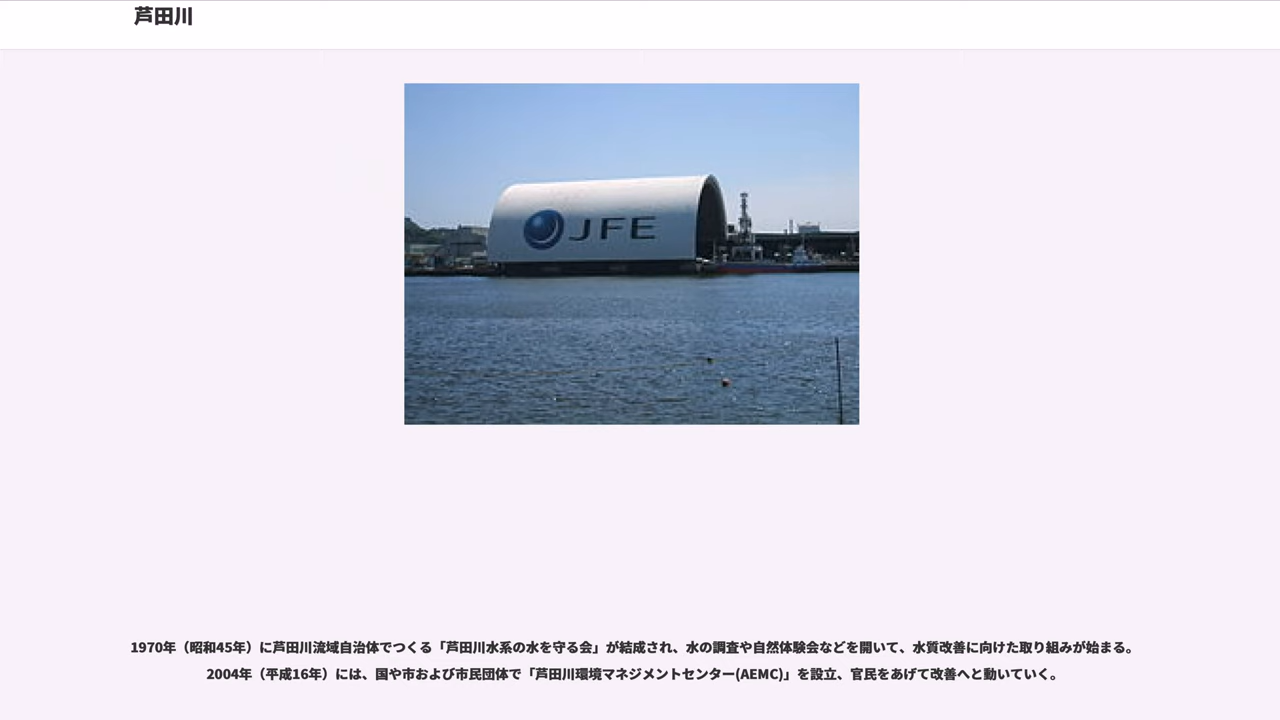 芦田川
JFE
1970年（昭和45年）に芦田川流域自治体でつくる「芦田川水系の水を守る会」が結成され、水の調査や自然体験会などを開いて、水質改善に向けた取り組みが始まる。
2004年（平成16年）には、国や市および市民団体で「芦田川環境マネジメントセンター(AEMC)」を設立、官民をあげて改善へと動いていく。